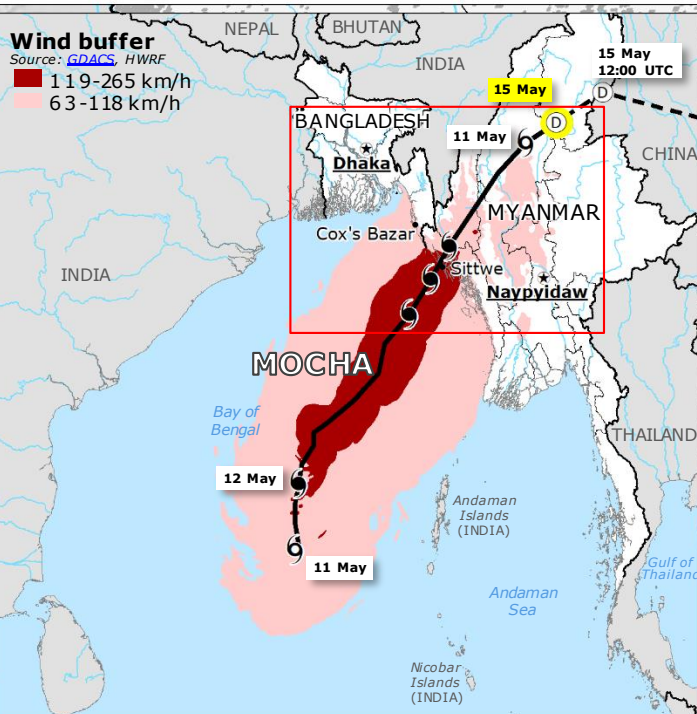 NEPAL
BHUTAN
Wind buffer
Source: GDACS, HWRF
119-265 km/h
63-118 km/h
INDIA
15 May
12:00 UTC
15 May
D
D
BANGLADESH
11 May
Dhaka
CHINA
MYANMAR
Cox's Bazar
INDIA
Sittwe
Naypyidaw
MOCHA
Bay of
Bengal
THAILAND
12 May
Andaman
Islands
(INDIA)
11 May
Gulf of
Thailand
Andaman
Sea
Nicobar
Islands
(INDIA)